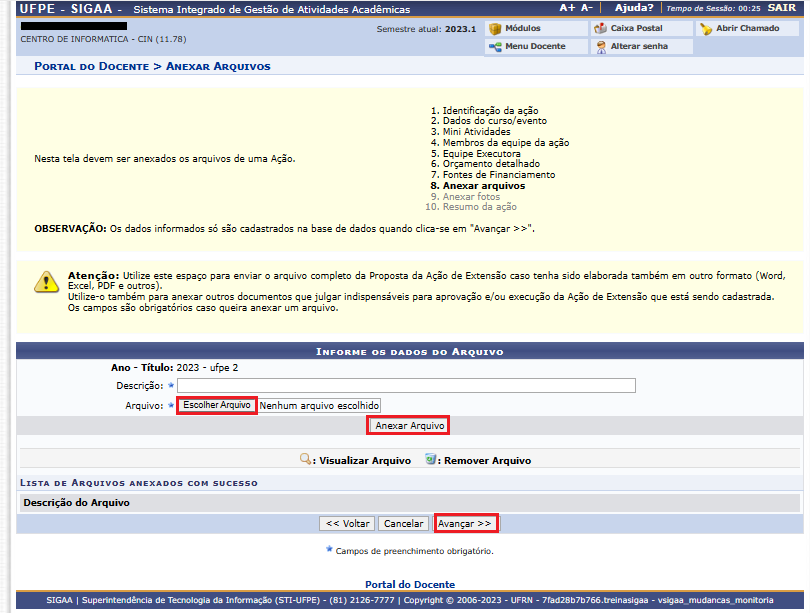 UFPE - SIGAA - Sistema Integrado de Gestão de Atividades Acadêmicas A+ A- Ajuda? Tempo de Sessão: 00:25 SAIR
Semestre atual: 2023.1 Módulos Caixa Postal Abrir Chamado
CENTRO DE INFORMATICA - CIN (11.78)
Menu Docente Alterar senha
PORTAL DO DOCENTE > ANEXAR ARQUIVOS
Nesta tela devem ser anexados os arquivos de uma Ação.
1. Identificação da ação
2. Dados do curso/evento
3. Mini Atividades
4. Membros da equipe da ação
5. Equipe Executora
6. Orçamento detalhado
7. Fontes de Financiamento
8. Anexar arquivos
9. Anexar fotos
10. Resumo da ação
OBSERVAÇÃO: Os dados informados só são cadastrados na base de dados quando clica-se em "Avançar >>".
Atenção: Utilize este espaço para enviar o arquivo completo da Proposta da Ação de Extensão caso tenha sido elaborada também em outro formato (Word,
Excel, PDF e outros).
Utilize-o também para anexar outros documentos que julgar indispensáveis para aprovação e/ou execução da Ação de Extensão que está sendo cadastrada.
Os campos são obrigatórios caso queira anexar um arquivo.
INFORME OS DADOS DO ARQUIVO
Ano - Título: 2023 - ufpe 2
Descrição:
Arquivo: Escolher Arquivo Nenhum arquivo escolhido
Anexar Arquivo
: Visualizar Arquivo : Remover Arquivo
LISTA DE ARQUIVOS ANEXADOS COM SUCESSO
Descrição do Arquivo
<< Voltar Cancelar Avançar >>
Campos de preenchimento obrigatório.
Portal do Docente
SIGAA | Superintendência de Tecnologia da Informação (STI-UFPE) - (81) 2126-7777 | Copyright © 2006-2023 - UFRN - 7fad28b7b766.treinasigaa - vsigaa_mudancas_monitoria